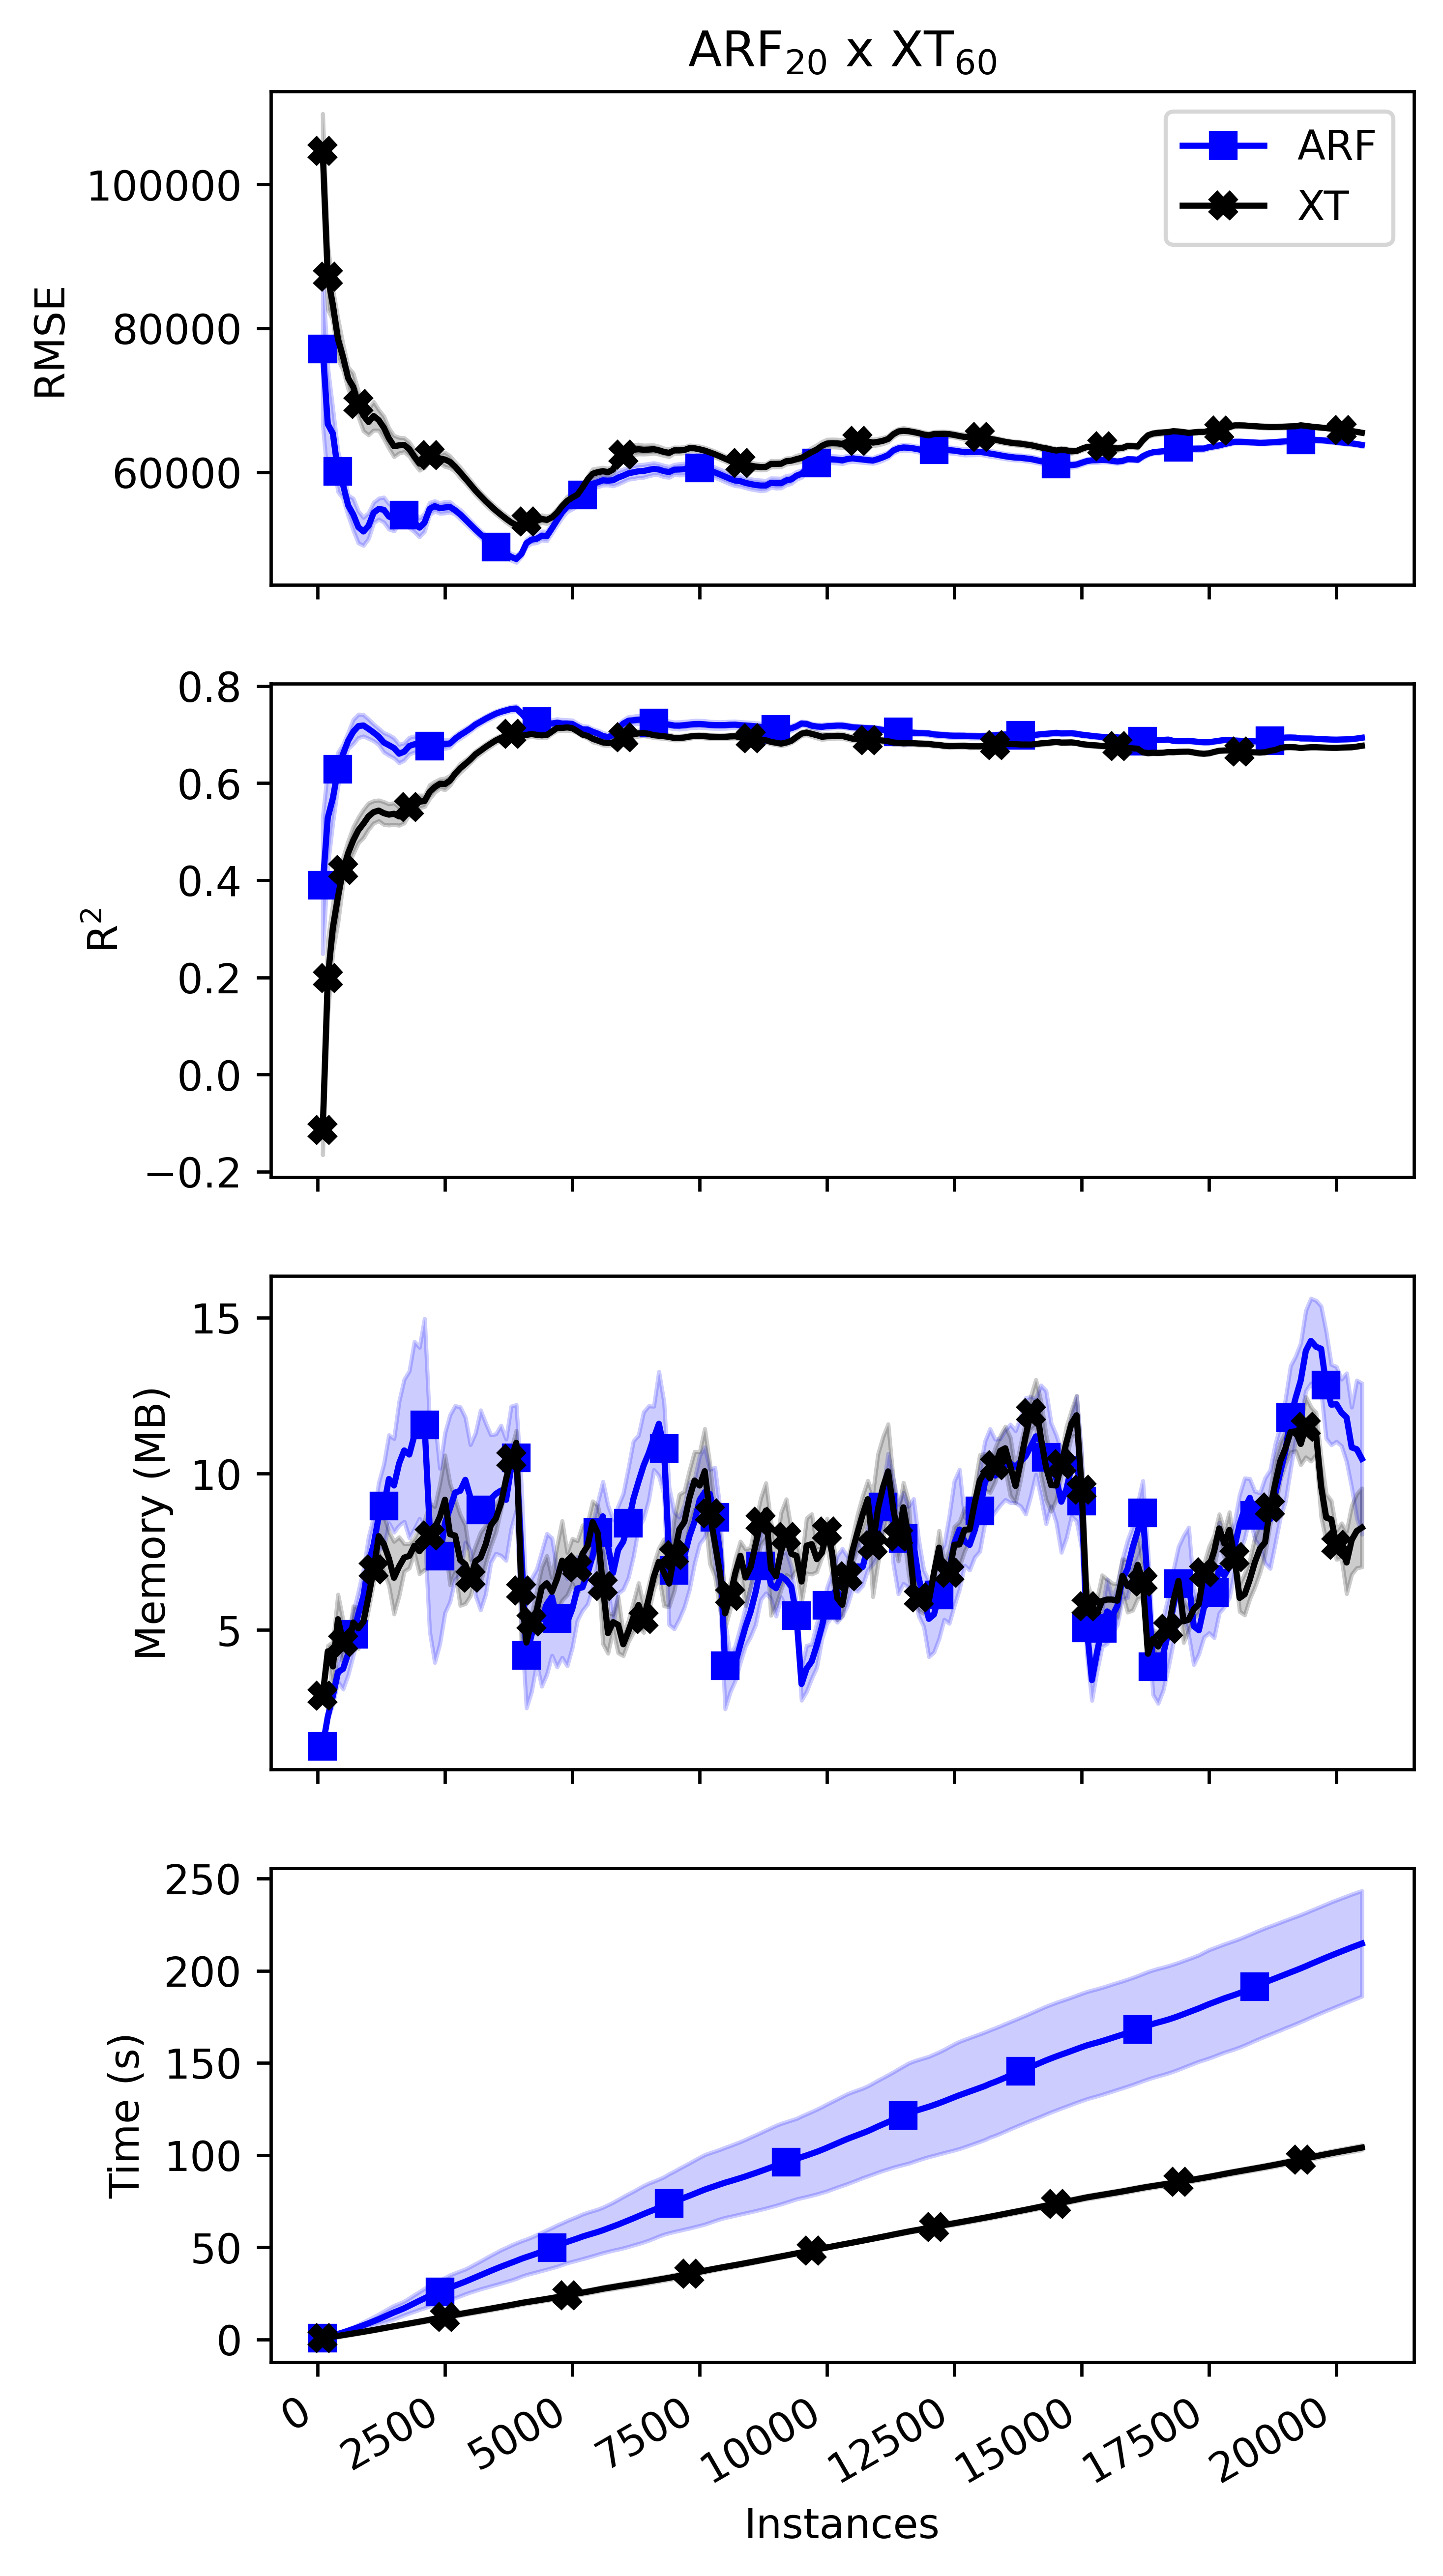 ARF₂₀ x XT₆₀
ARF
XT
RMSE
100000
80000
60000
R²
0.8
0.6
0.4
0.2
0.0
−0.2
Memory (MB)
15
10
5
Time (s)
250
200
150
100
50
0
0 2500 5000 7500 10000 12500 15000 17500 20000
Instances